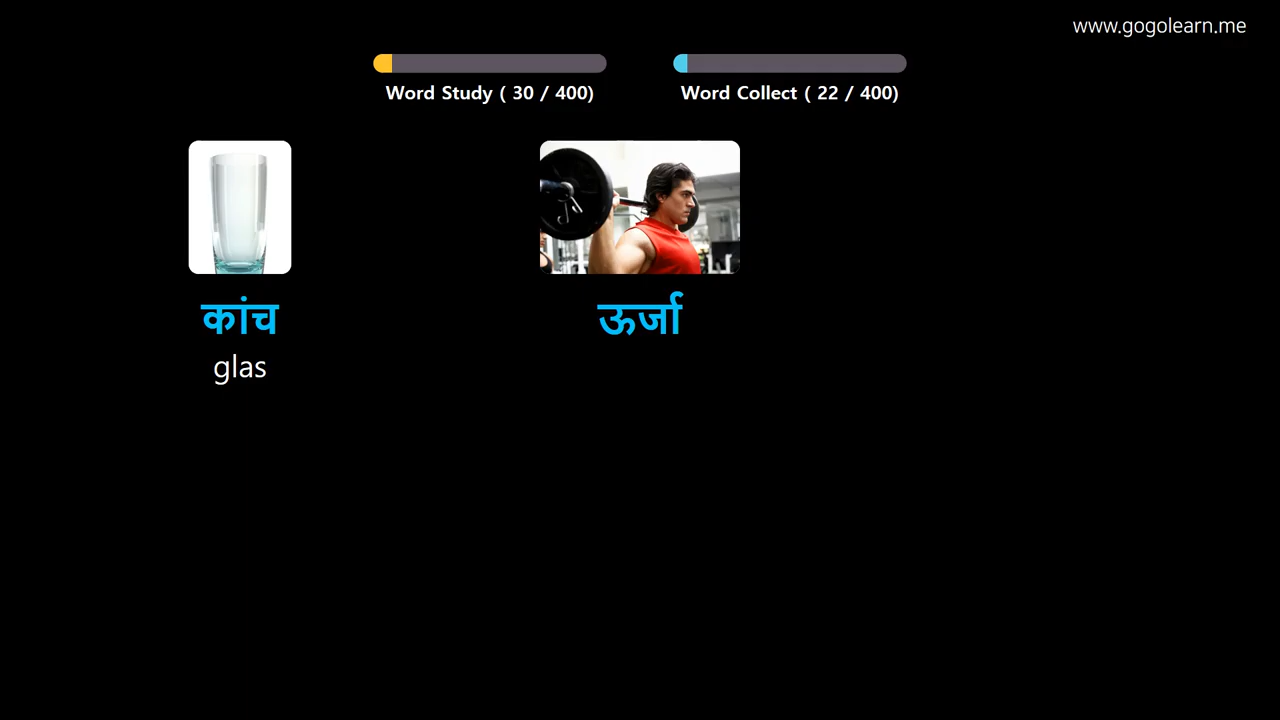 www.gogolearn.me
Word Study ( 30 / 400)
Word Collect ( 22 / 400)
कांच
ऊर्जा
glas